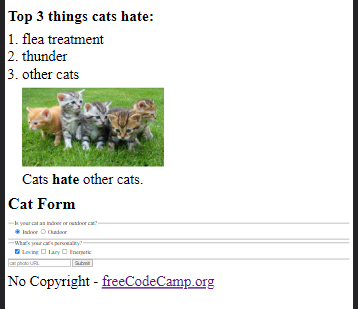 Top 3 things cats hate:
1. flea treatment
2. thunder
3. other cats
Cats hate other cats.
Cat Form
Is your cat an indoor or outdoor cat?
Indoor Outdoor
What's your cat's personality?
Loving Lazy Energetic
cat photo URL Submit
No Copyright - freeCodeCamp.org